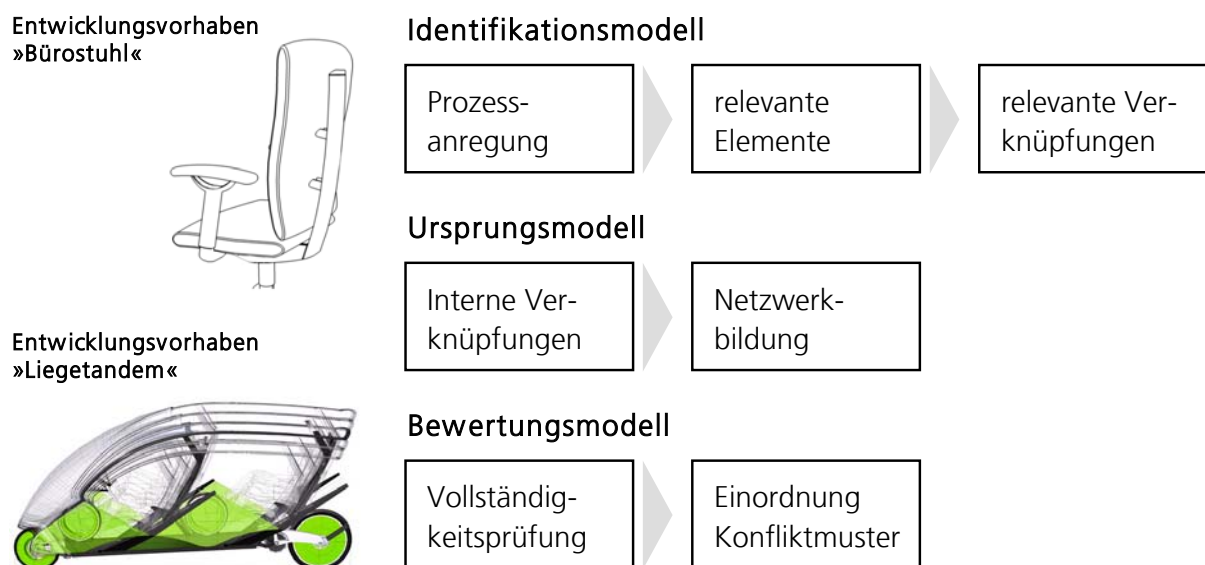 Entwicklungsvorhaben
»Bürostuhl«
Identifikationsmodell
Prozess-
anregung
relevante
Elemente
relevante Ver-
knüpfungen
Ursprungsmodell
Interne Ver-
knüpfungen
Netzwerk-
bildung
Entwicklungsvorhaben
»Liegetandem«
Bewertungsmodell
Vollständig-
keitsprüfung
Einordnung
Konfliktmuster